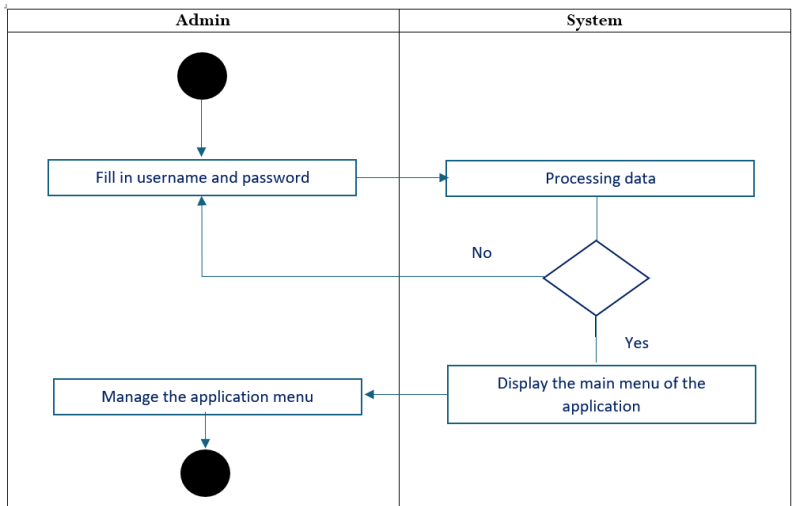 Admin
System
Fill in username and password
Processing data
No
Yes
Display the main menu of the
application
Manage the application menu